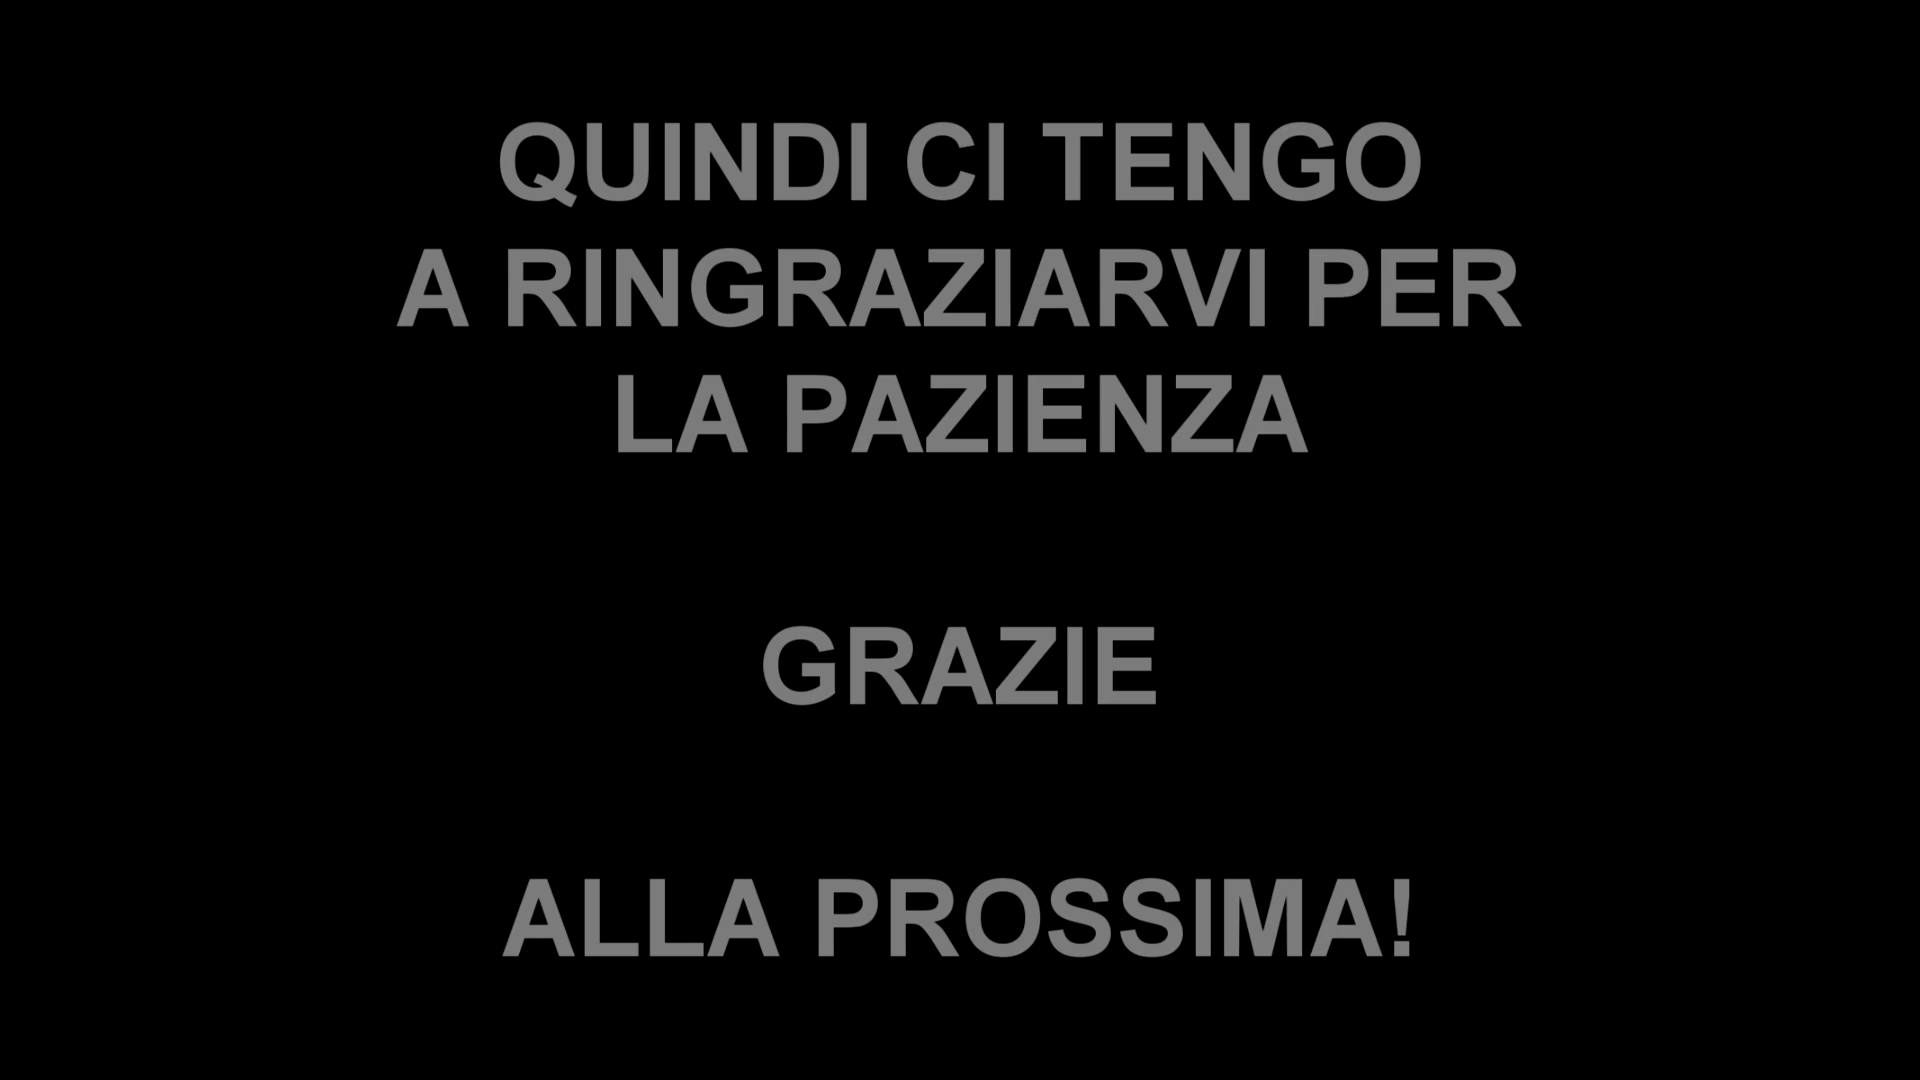 QUINDI CI TENGO
A RINGRAZIARVI PER
LA PAZIENZA
GRAZIE
ALLA PROSSIMA!